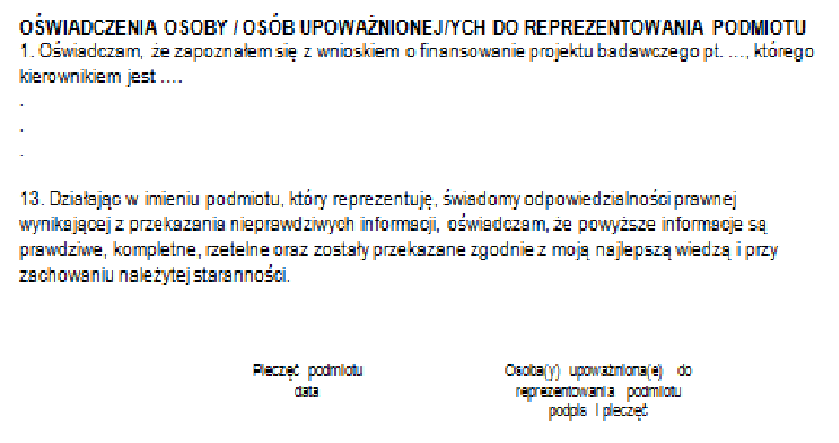 OŚWIADCZENIA OSOBY / OSÓB UPOWAŻNIONEJ/YCH DO REPREZENTOWANIA PODMIOTU
1. Oświadczam, że zapoznałem się z wnioskiem o finansowanie projektu badawczego pt. …, którego
kierownikiem jest ….
.
.
.
13. Działając w imieniu podmiotu, który reprezentuję, świadomy odpowiedzialności prawnej
wynikającej z przekazania nieprawdziwych informacji, oświadczam, że powyższe informacje są
prawdziwe, kompletne, rzetelne oraz zostały przekazane zgodnie z moją najlepszą wiedzą i przy
zachowaniu należytej staranności.
Pieczęć podmiotu
data
Osoba(y) upoważniona(e) do
reprezentowania podmiotu
podpis i pieczęć